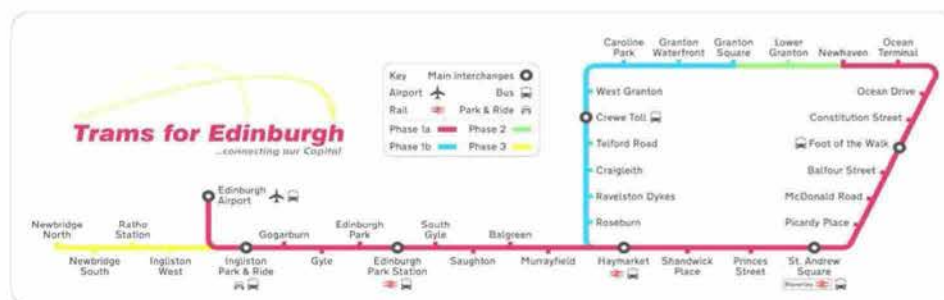 Trams for Edinburgh
...connecting our Capital
Key Main interchanges
Airport Bus
Rail Park & Ride
Phase 1a Phase 2
Phase 1b Phase 3
Caroline
Park
Granton
Waterfront
Granton
Square
Lower
Granton
Newhaven
Ocean
Terminal
West Granton
Crewe Toll
Telford Road
Craigleith
Ravelston Dykes
Roseburn
Ocean Drive
Constitution Street
Foot of the Walk
Balfour Street
McDonald Road
Picardy Place
Edinburgh
Airport
Newbridge
North
Newbridge
South
Ratho
Station
Ingliston
West
Ingliston
Park & Ride
Gogarburn
Gyle
Edinburgh
Park
Edinburgh
Park Station
South
Gyle
Saughton
Balgreen
Murrayfield
Haymarket
Shandwick
Place
Princes
Street
St. Andrew
Square
Waverley